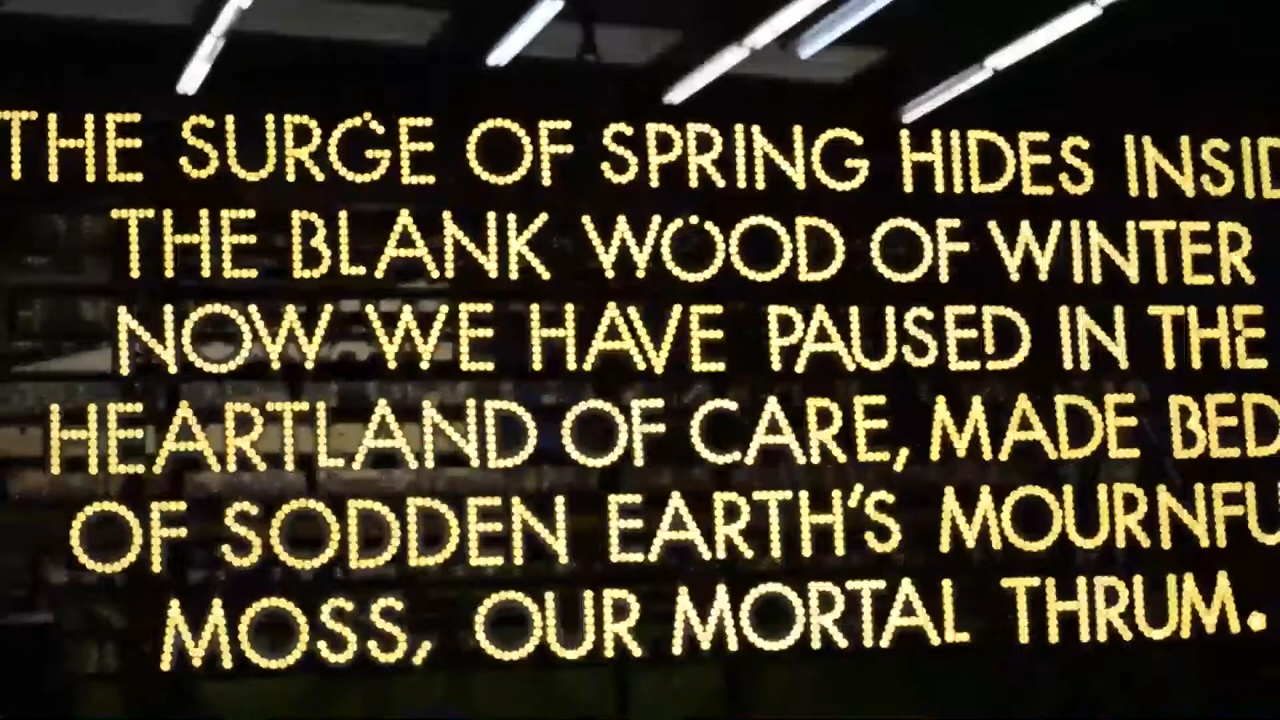 THE SURGE OF SPRING HIDES INSID
THE BLANK WOOD OF WINTER
NOW WE HAVE PAUSED IN THE
HEARTLAND OF CARE, MADE BED
OF SODDEN EARTH'S MOURNFU
MOSS, OUR MORTAL THRUM.